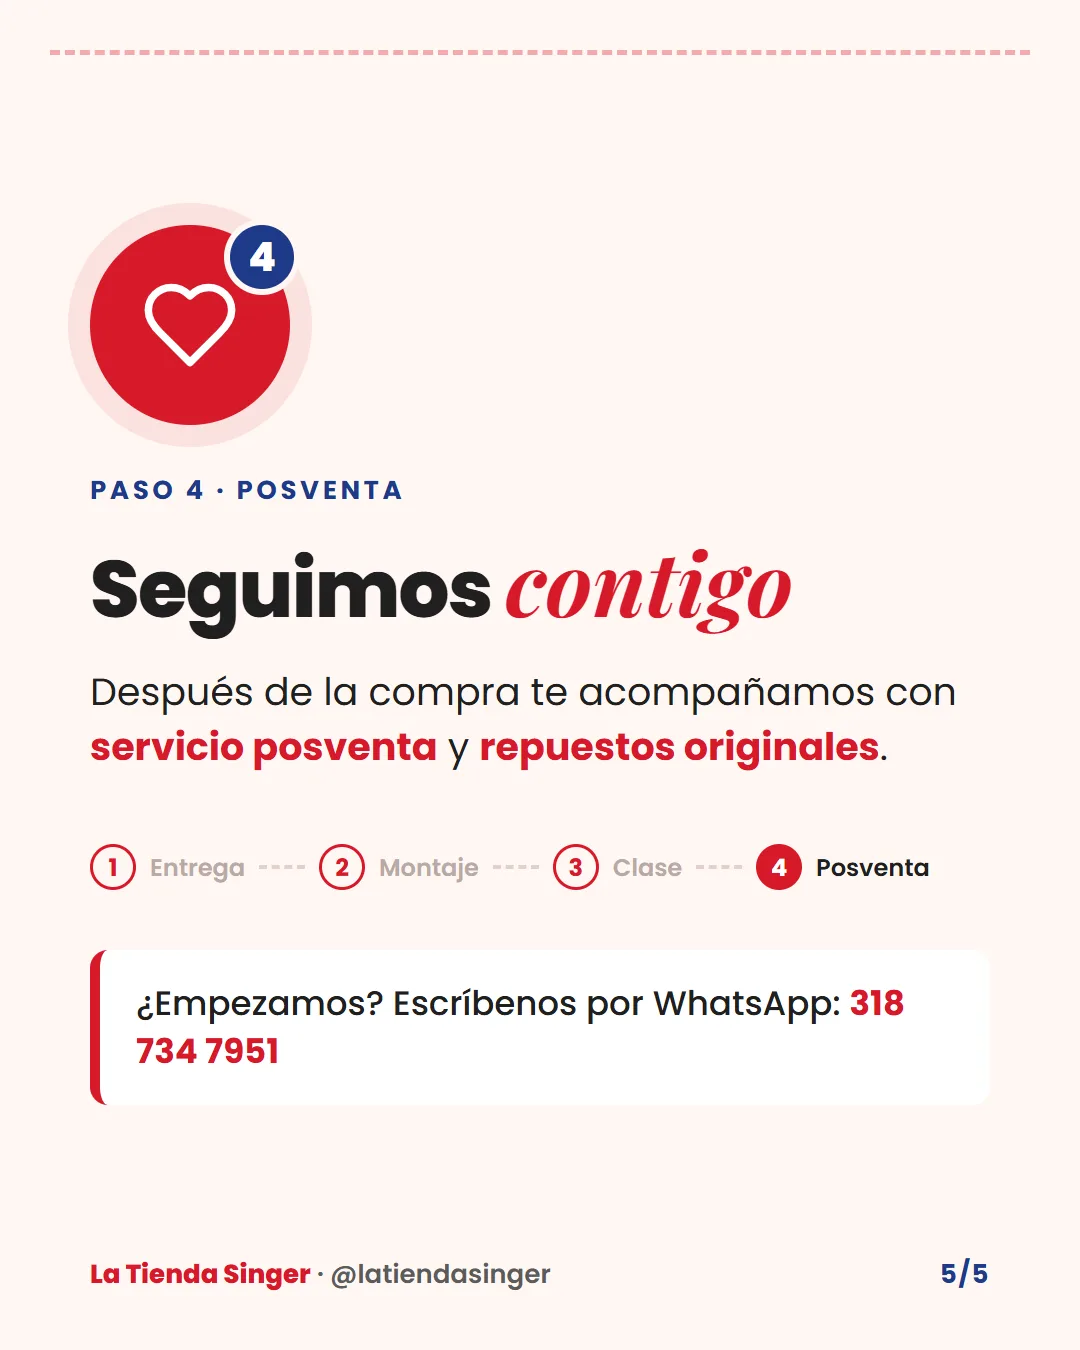 4
PASO 4 · POSVENTA
Seguimos contigo
Después de la compra te acompañamos con
servicio posventa y repuestos originales.
1 Entrega 2 Montaje 3 Clase 4 Posventa
¿Empezamos? Escríbenos por WhatsApp: 318
734 7951
La Tienda Singer · @latiendasinger 5/5